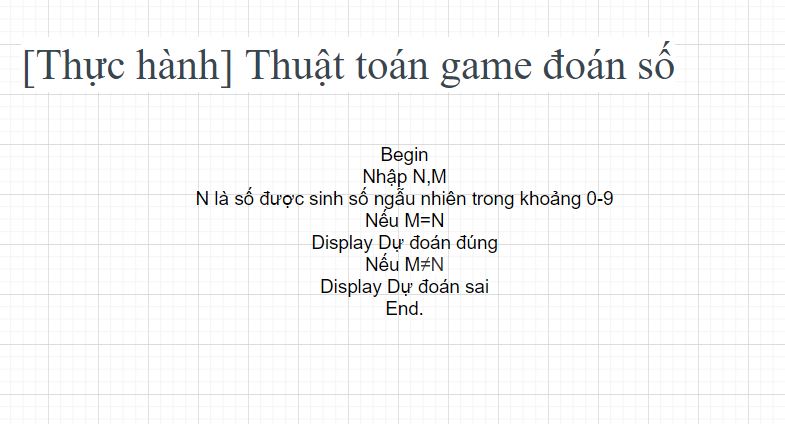 [Thực hành] Thuật toán game đoán số
Begin
Nhập N,M
N là số được sinh số ngẫu nhiên trong khoảng 0-9
Nếu M=N
Display Dự đoán đúng
Nếu M≠N
Display Dự đoán sai
End.